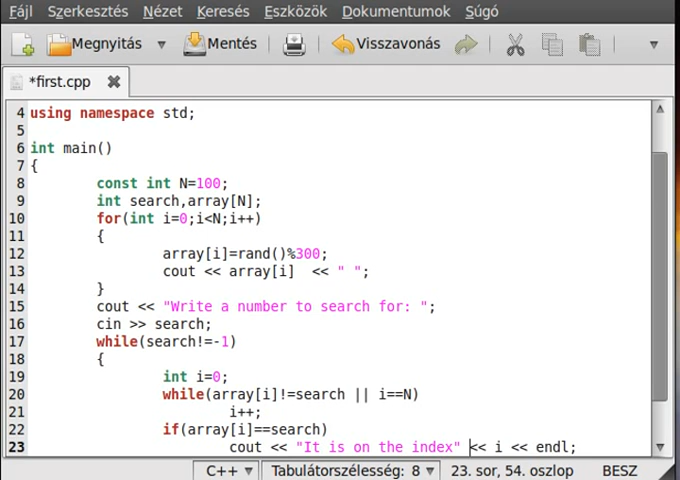 Fájl Szerkesztés Nézet Keresés Eszközök Dokumentumok Súgó
Megnyitás Mentés Visszavonás
*first.cpp
4 using namespace std;
5
6 int main()
7 {
8 const int N=100;
9 int search,array[N];
10 for(int i=0;i<N;i++)
11 {
12 array[i]=rand()%300;
13 cout << array[i]  << " ";
14 }
15 cout << "Write a number to search for: ";
16 cin >> search;
17 while(search!=-1)
18 {
19 int i=0;
20 while(array[i]!=search || i==N)
21 i++;
22 if(array[i]==search)
23 cout << "It is on the index" << i << endl;
C++ Tabulátorszélesség: 8 23. sor, 54. oszlop BESZ